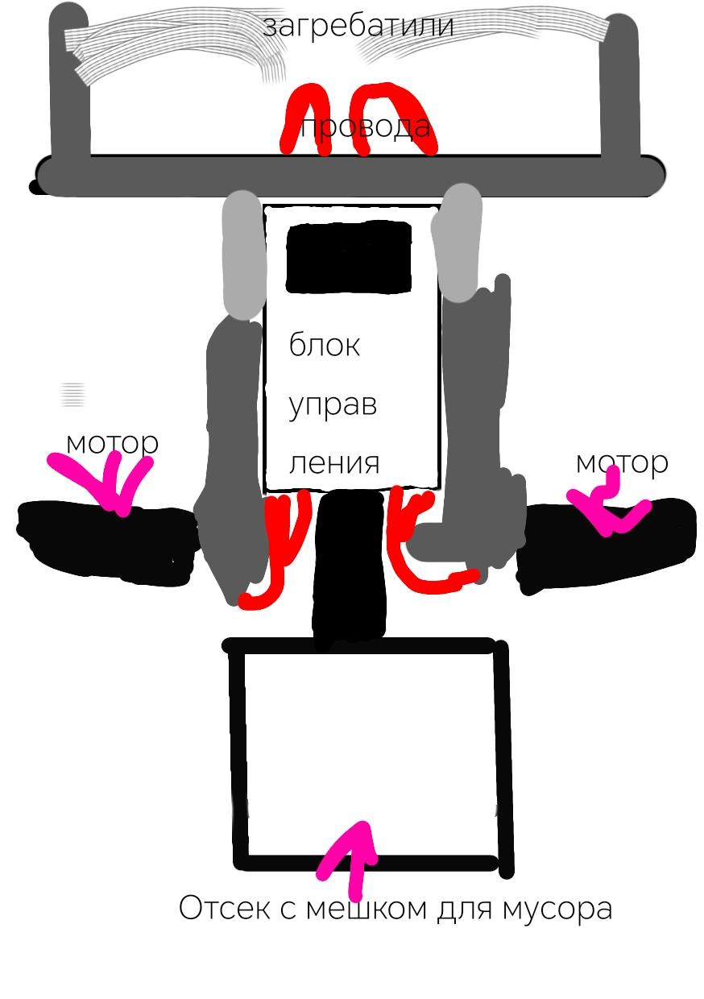 загребатили
провода
блок
управ
ления
мотор
мотор
Отсек с мешком для мусора